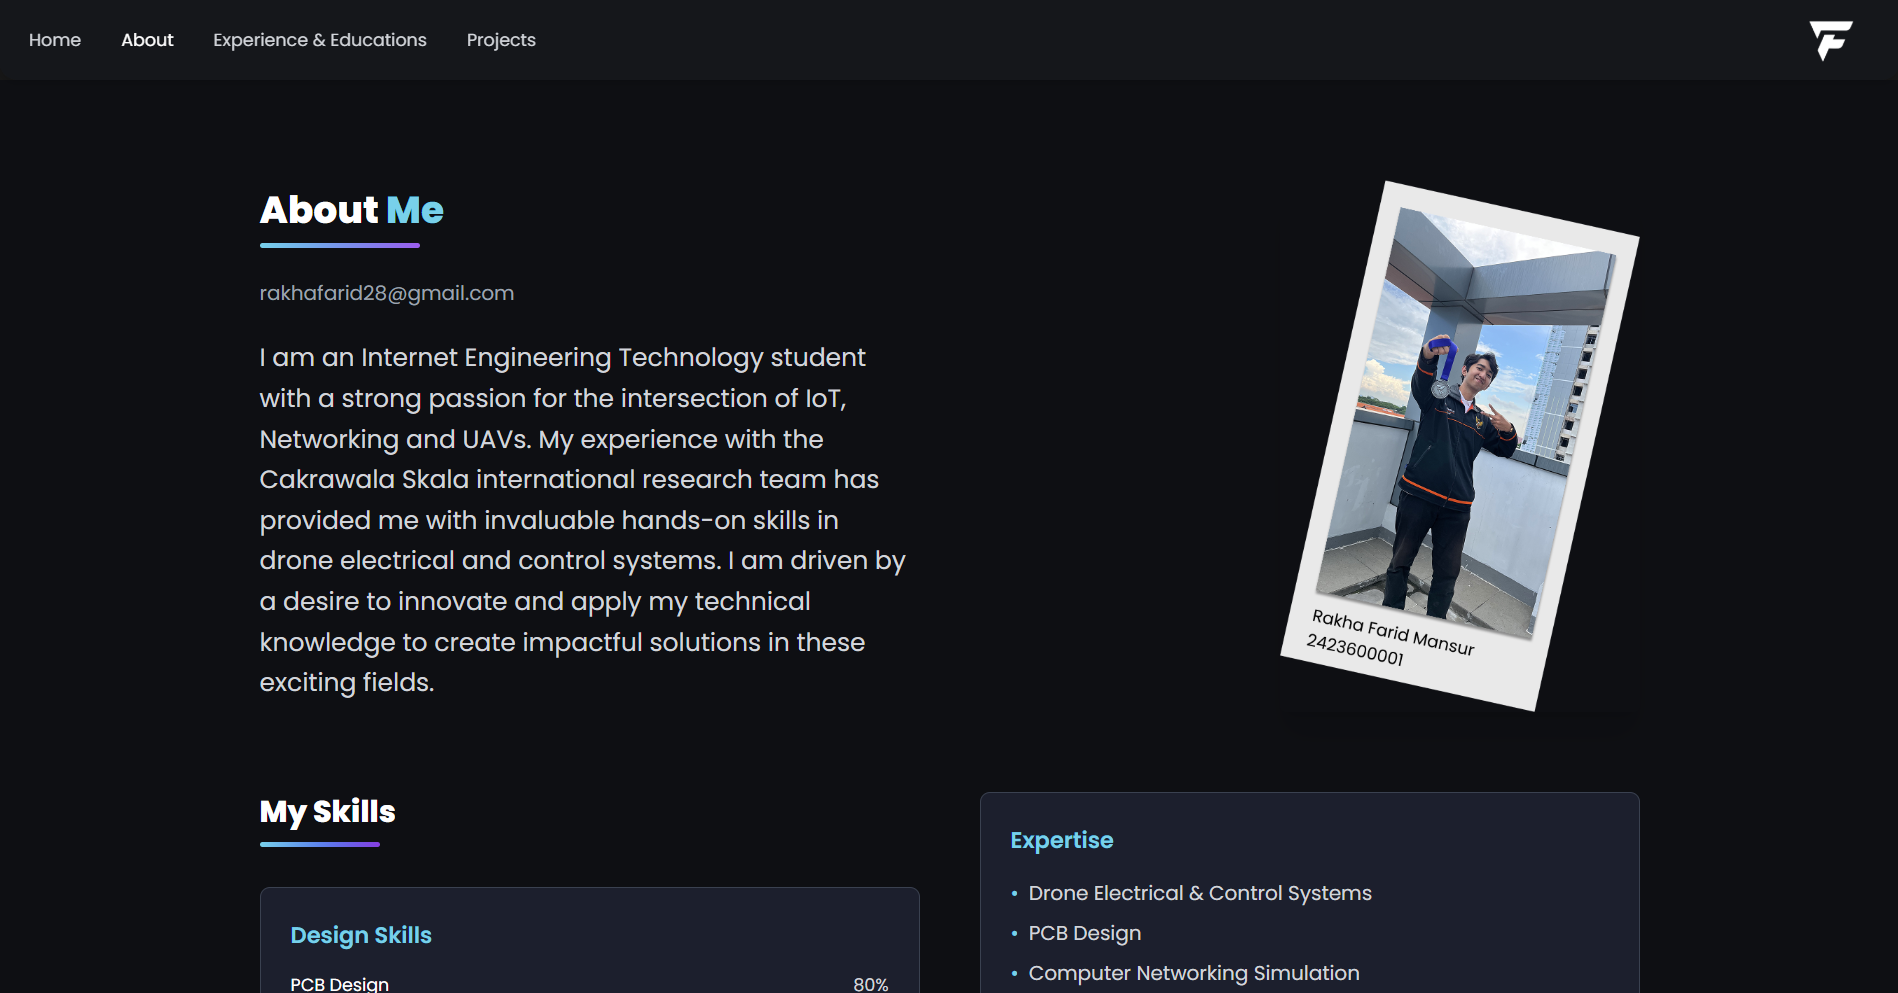 Home
About
Experience & Educations
Projects
About Me
rakhafarid28@gmail.com
I am an Internet Engineering Technology student
with a strong passion for the intersection of IoT,
Networking and UAVs. My experience with the
Cakrawala Skala international research team has
provided me with invaluable hands-on skills in
drone electrical and control systems. I am driven by
a desire to innovate and apply my technical
knowledge to create impactful solutions in these
exciting fields.
Rakha Farid Mansur
2423600001
My Skills
Design Skills
PCB Design 80%
Expertise
• Drone Electrical & Control Systems
• PCB Design
• Computer Networking Simulation